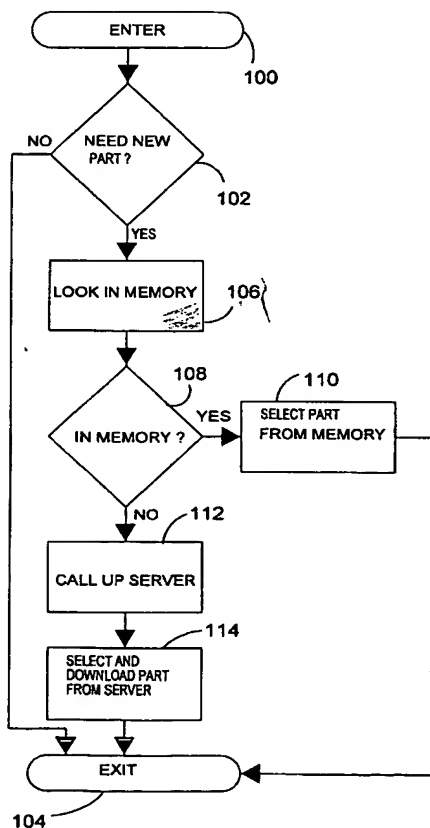 ENTER
100
NO
NEED NEW
PART ?
102
YES
LOOK IN MEMORY
106
108
110
IN MEMORY ?
YES
SELECT PART
FROM MEMORY
NO
112
CALL UP SERVER
114
SELECT AND
DOWNLOAD PART
FROM SERVER
EXIT
104